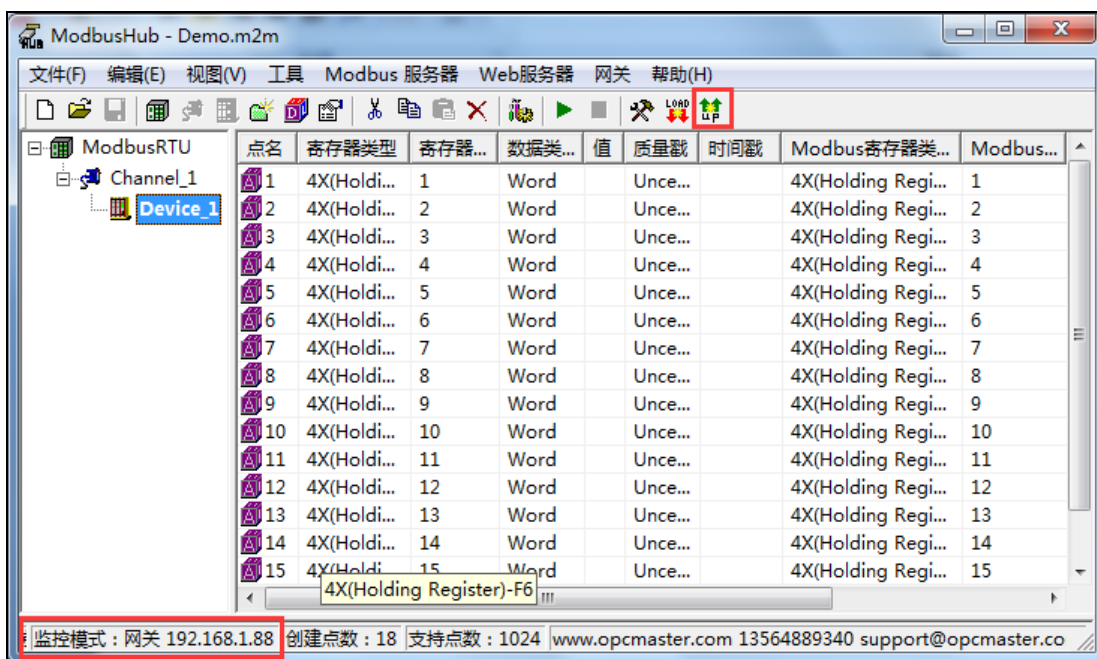 ModbusHub - Demo.m2m
文件(F) 编辑(E) 视图(V) 工具 Modbus 服务器 Web服务器 网关 帮助(H)
LOAD UP
ModbusRTU
Channel_1
Device_1
点名 寄存器类型 寄存器... 数据类... 值 质量戳 时间戳 Modbus寄存器类... Modbus...
1 4X(Holdi... 1 Word Unce... 4X(Holding Regi... 1
2 4X(Holdi... 2 Word Unce... 4X(Holding Regi... 2
3 4X(Holdi... 3 Word Unce... 4X(Holding Regi... 3
4 4X(Holdi... 4 Word Unce... 4X(Holding Regi... 4
5 4X(Holdi... 5 Word Unce... 4X(Holding Regi... 5
6 4X(Holdi... 6 Word Unce... 4X(Holding Regi... 6
7 4X(Holdi... 7 Word Unce... 4X(Holding Regi... 7
8 4X(Holdi... 8 Word Unce... 4X(Holding Regi... 8
9 4X(Holdi... 9 Word Unce... 4X(Holding Regi... 9
10 4X(Holdi... 10 Word Unce... 4X(Holding Regi... 10
11 4X(Holdi... 11 Word Unce... 4X(Holding Regi... 11
12 4X(Holdi... 12 Word Unce... 4X(Holding Regi... 12
13 4X(Holdi... 13 Word Unce... 4X(Holding Regi... 13
14 4X(Holdi... 14 Word Unce... 4X(Holding Regi... 14
15 4X(Holdi... 15 Word Unce... 4X(Holding Regi... 15
4X(Holding Register)-F6
监控模式：网关 192.168.1.88 创建点数：18 支持点数：1024 www.opcmaster.com 13564889340 support@opcmaster.co